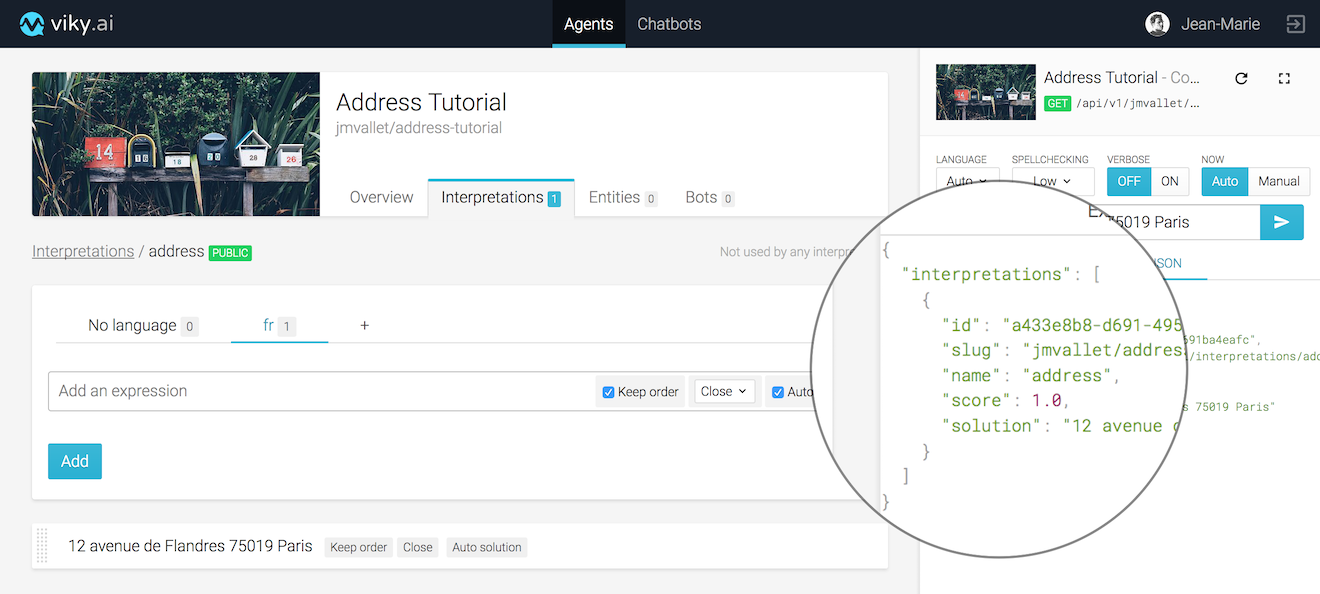 viky.ai
Agents
Chatbots
Jean-Marie
Address Tutorial
jmvallet/address-tutorial
Overview
Interpretations 1
Entities 0
Bots 0
14
16
18
20
28
26
Interpretations / address PUBLIC
Not used by any
No language 0
fr 1
+
Add an expression
Keep order
Close
Auto
Add
12 avenue de Flandres 75019 Paris Keep order Close Auto solution
Address Tutorial - Co...
GET /api/v1/jmvallet/...
LANGUAGE SPELLCHECKING VERBOSE NOW
Auto Low OFF ON Auto Manual
75019 Paris
{
"interpretations": [
{
"id": "a433e8b8-d691-495
"slug": "jmvallet/addres
"name": "address",
"score": 1.0,
"solution": "12 avenue
}
]
}
591ba4eafc",
/interpretations/add
s 75019 Paris"